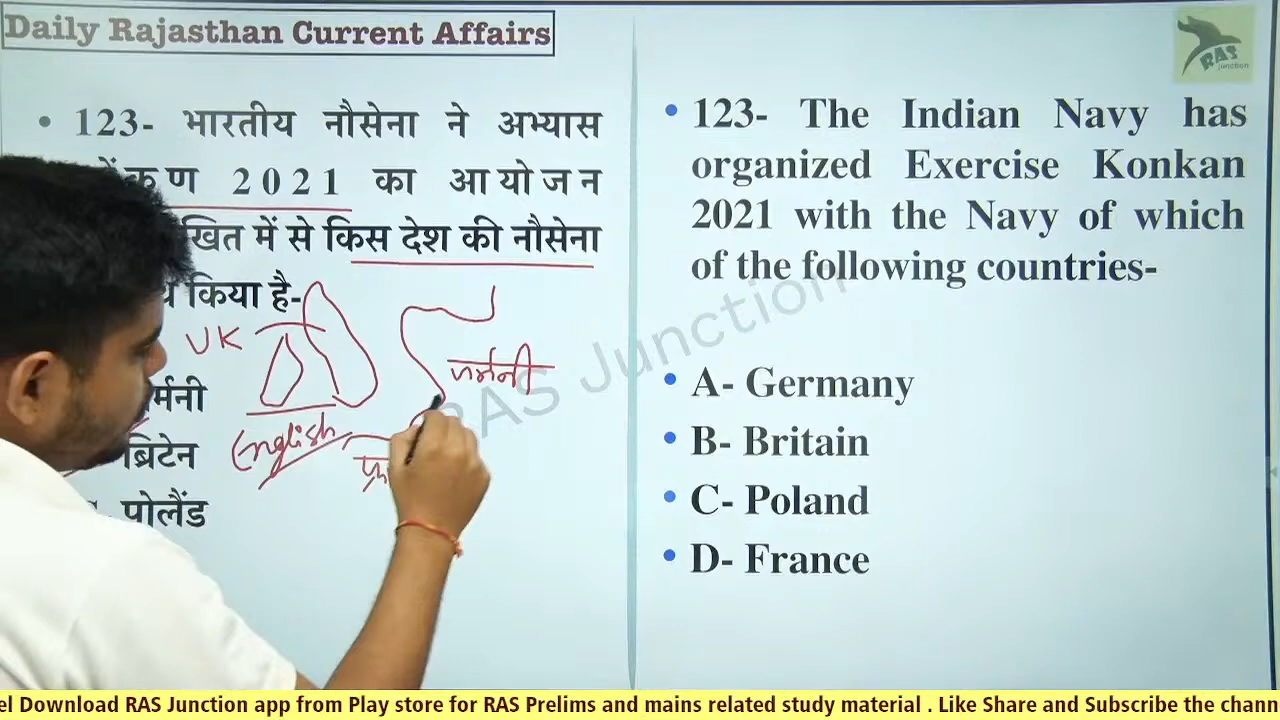 Daily Rajasthan Current Affairs
RAS
junction
• 123- भारतीय नौसेना ने अभ्यास
2021 का आयोजन
में से किस देश की नौसेना
किया है-
UK
जर्मनी
English
ब्रिटेन
पोलैंड
• 123- The Indian Navy has
organized Exercise Konkan
2021 with the Navy of which
of the following countries-
• A- Germany
• B- Britain
• C- Poland
• D- France
RAS Junction
el Download RAS Junction app from Play store for RAS Prelims and mains related study material . Like Share and Subscribe the chann